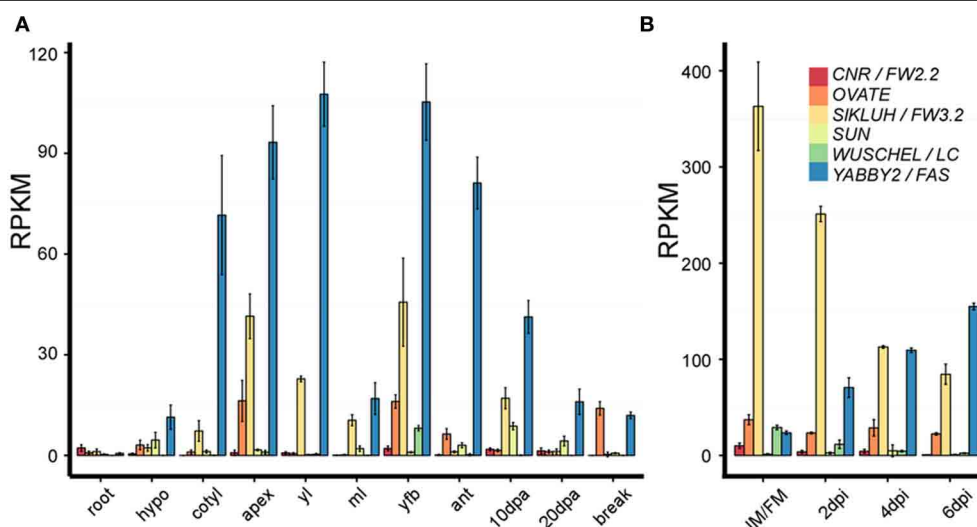 A
B
RPKM
120
90
60
30
0
root hypo cotyl apex yl ml yfb ant 10dpa 20dpa break
RPKM
400
300
200
100
0
CNR / FW2.2
OVATE
SlKLUH / FW3.2
SUN
WUSCHEL / LC
YABBY2 / FAS
IM/FM 2dpi 4dpi 6dpi